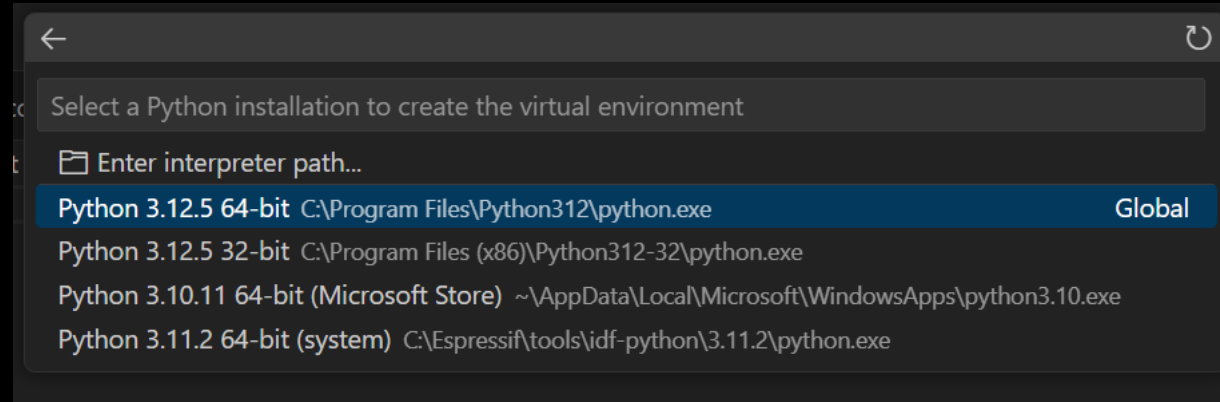 Select a Python installation to create the virtual environment
Enter interpreter path...
Python 3.12.5 64-bit C:\Program Files\Python312\python.exe Global
Python 3.12.5 32-bit C:\Program Files (x86)\Python312-32\python.exe
Python 3.10.11 64-bit (Microsoft Store) ~\AppData\Local\Microsoft\WindowsApps\python3.10.exe
Python 3.11.2 64-bit (system) C:\Espressif\tools\idf-python\3.11.2\python.exe